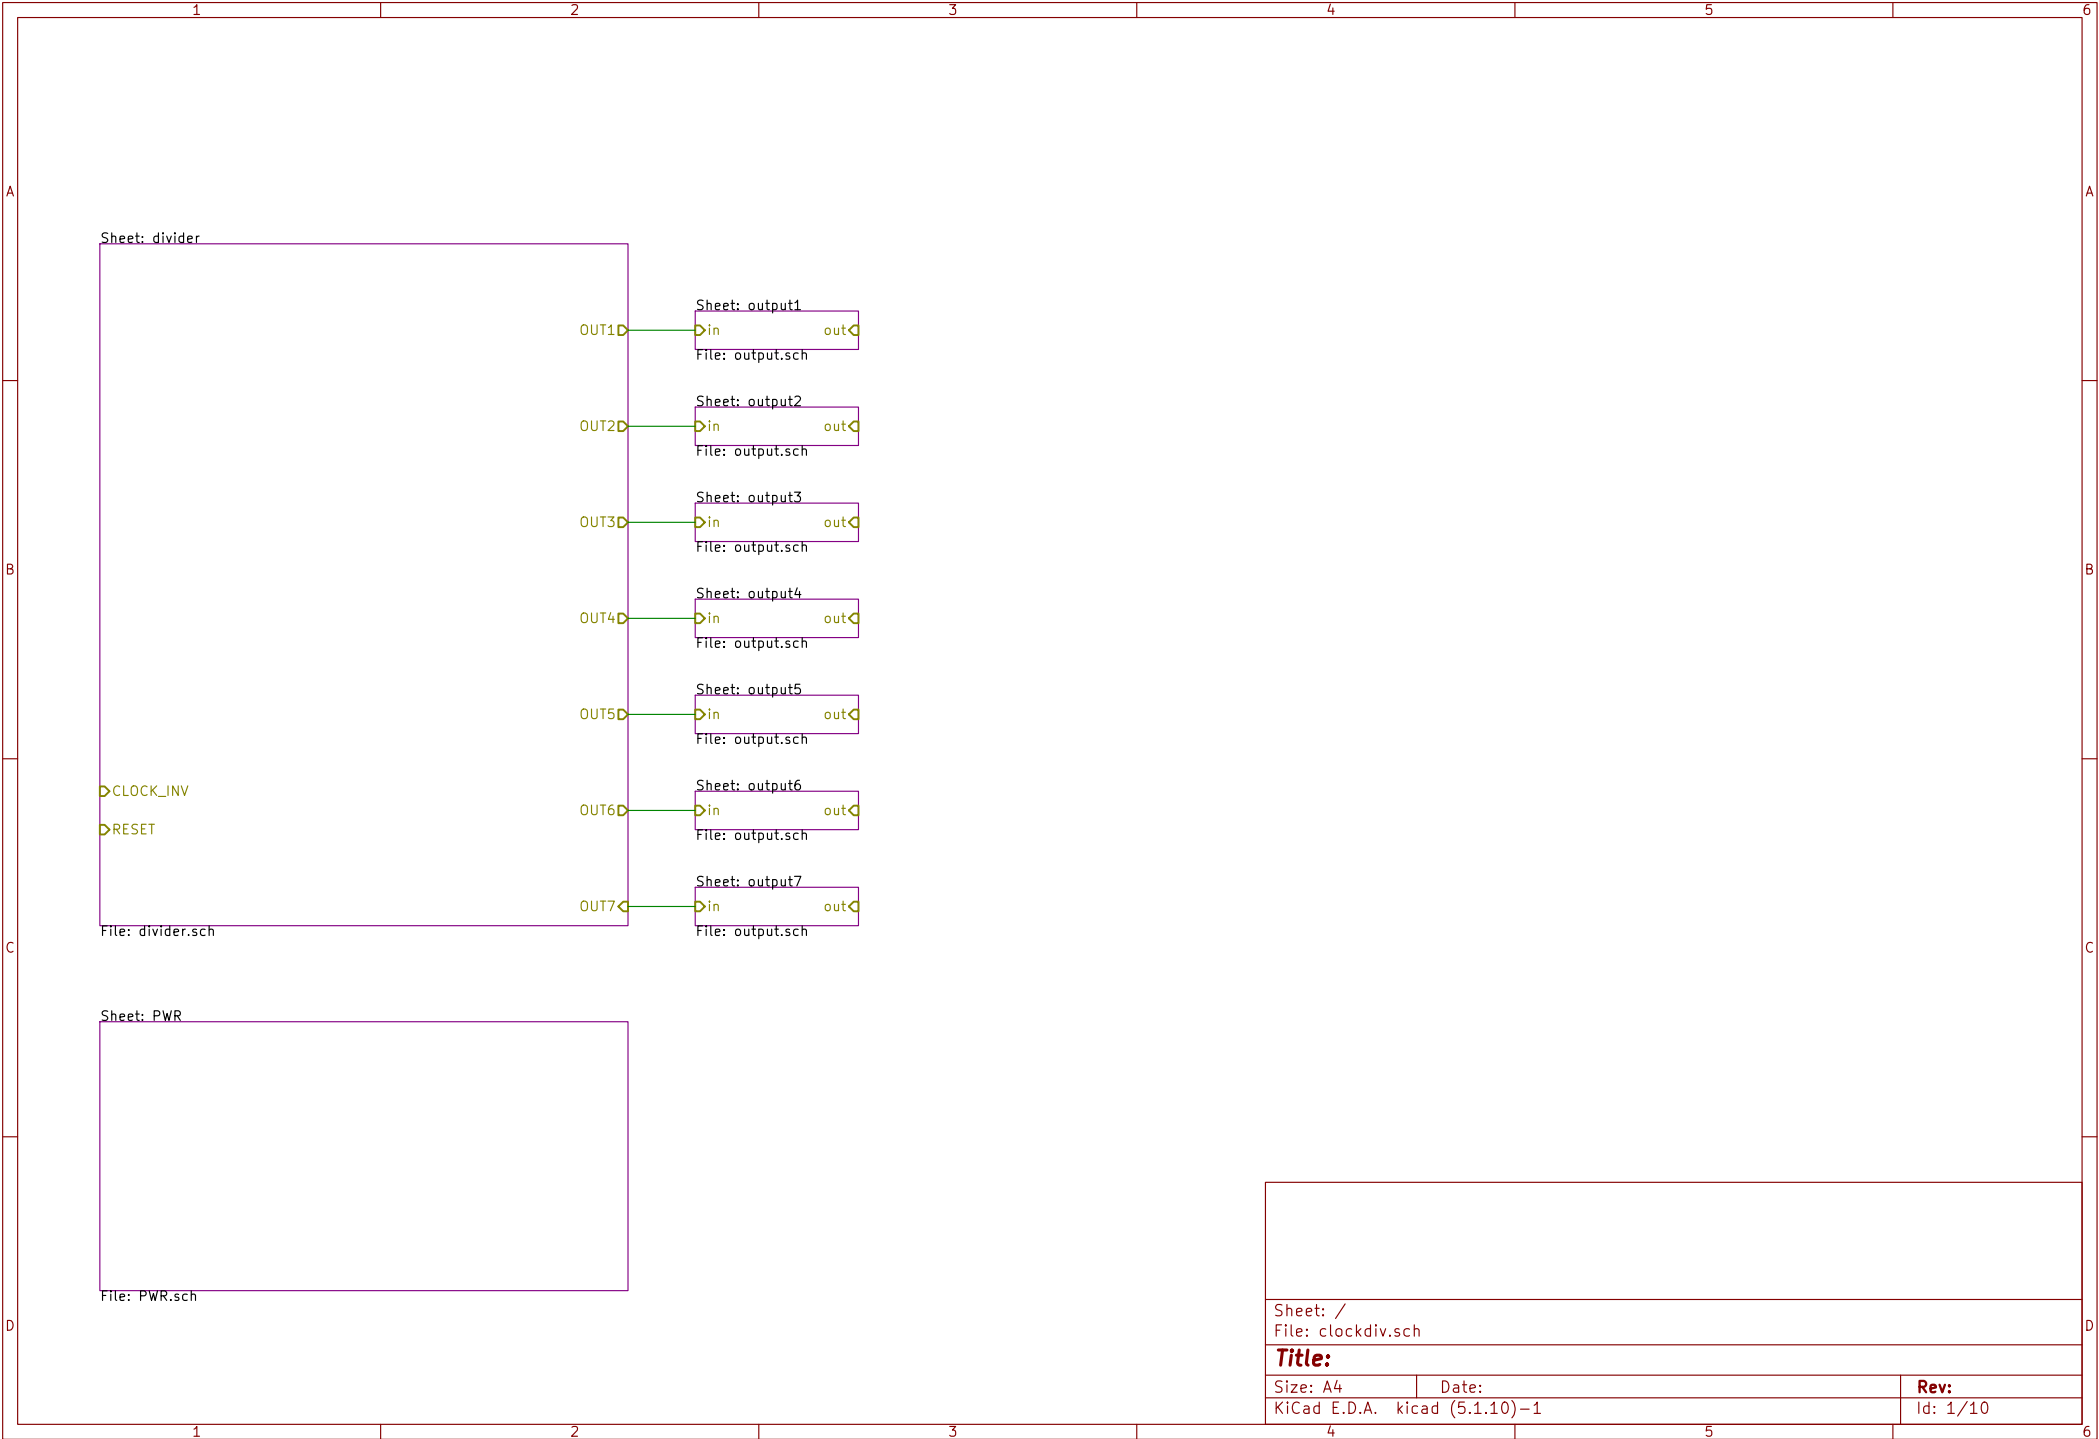 1 2 3 4 5 6
A A
Sheet: divider
Sheet: output1
OUT1 in out
File: output.sch
Sheet: output2
OUT2 in out
File: output.sch
Sheet: output3
OUT3 in out
File: output.sch
B B
Sheet: output4
OUT4 in out
File: output.sch
Sheet: output5
OUT5 in out
File: output.sch
Sheet: output6
CLOCK_INV
OUT6 in out
RESET
File: output.sch
Sheet: output7
OUT7 in out
File: divider.sch
File: output.sch
C C
Sheet: PWR
File: PWR.sch
Sheet: /
D D
File: clockdiv.sch
Title:
Size: A4 Date: Rev:
KiCad E.D.A. kicad (5.1.10)-1 Id: 1/10
1 2 3 4 5 6